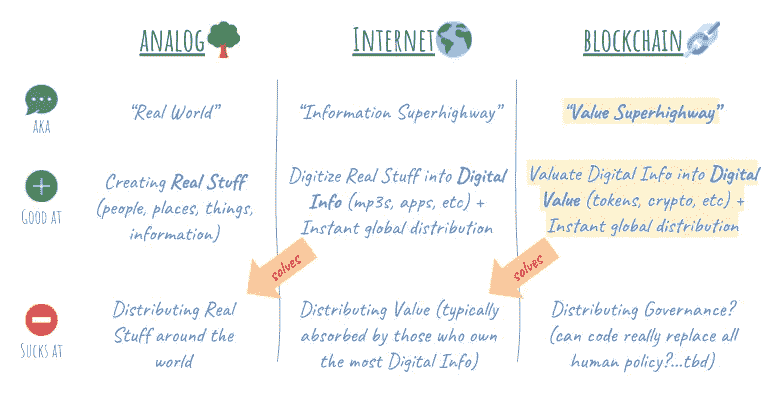 ANALOG
INTERNET
BLOCKCHAIN
AKA
"Real World"
"Information Superhighway"
"Value Superhighway"
GOOD AT
Creating Real Stuff
(people, places, things,
information)
Digitize Real Stuff into Digital
Info (mp3s, apps, etc) +
Instant global distribution
Valuate Digital Info into Digital
Value (tokens, crypto, etc) +
Instant global distribution
solves
solves
SUCKS AT
Distributing Real
Stuff around the
world
Distributing Value (typically
absorbed by those who own
the most Digital Info)
Distributing Governance?
(can code really replace all
human policy?...tbd)